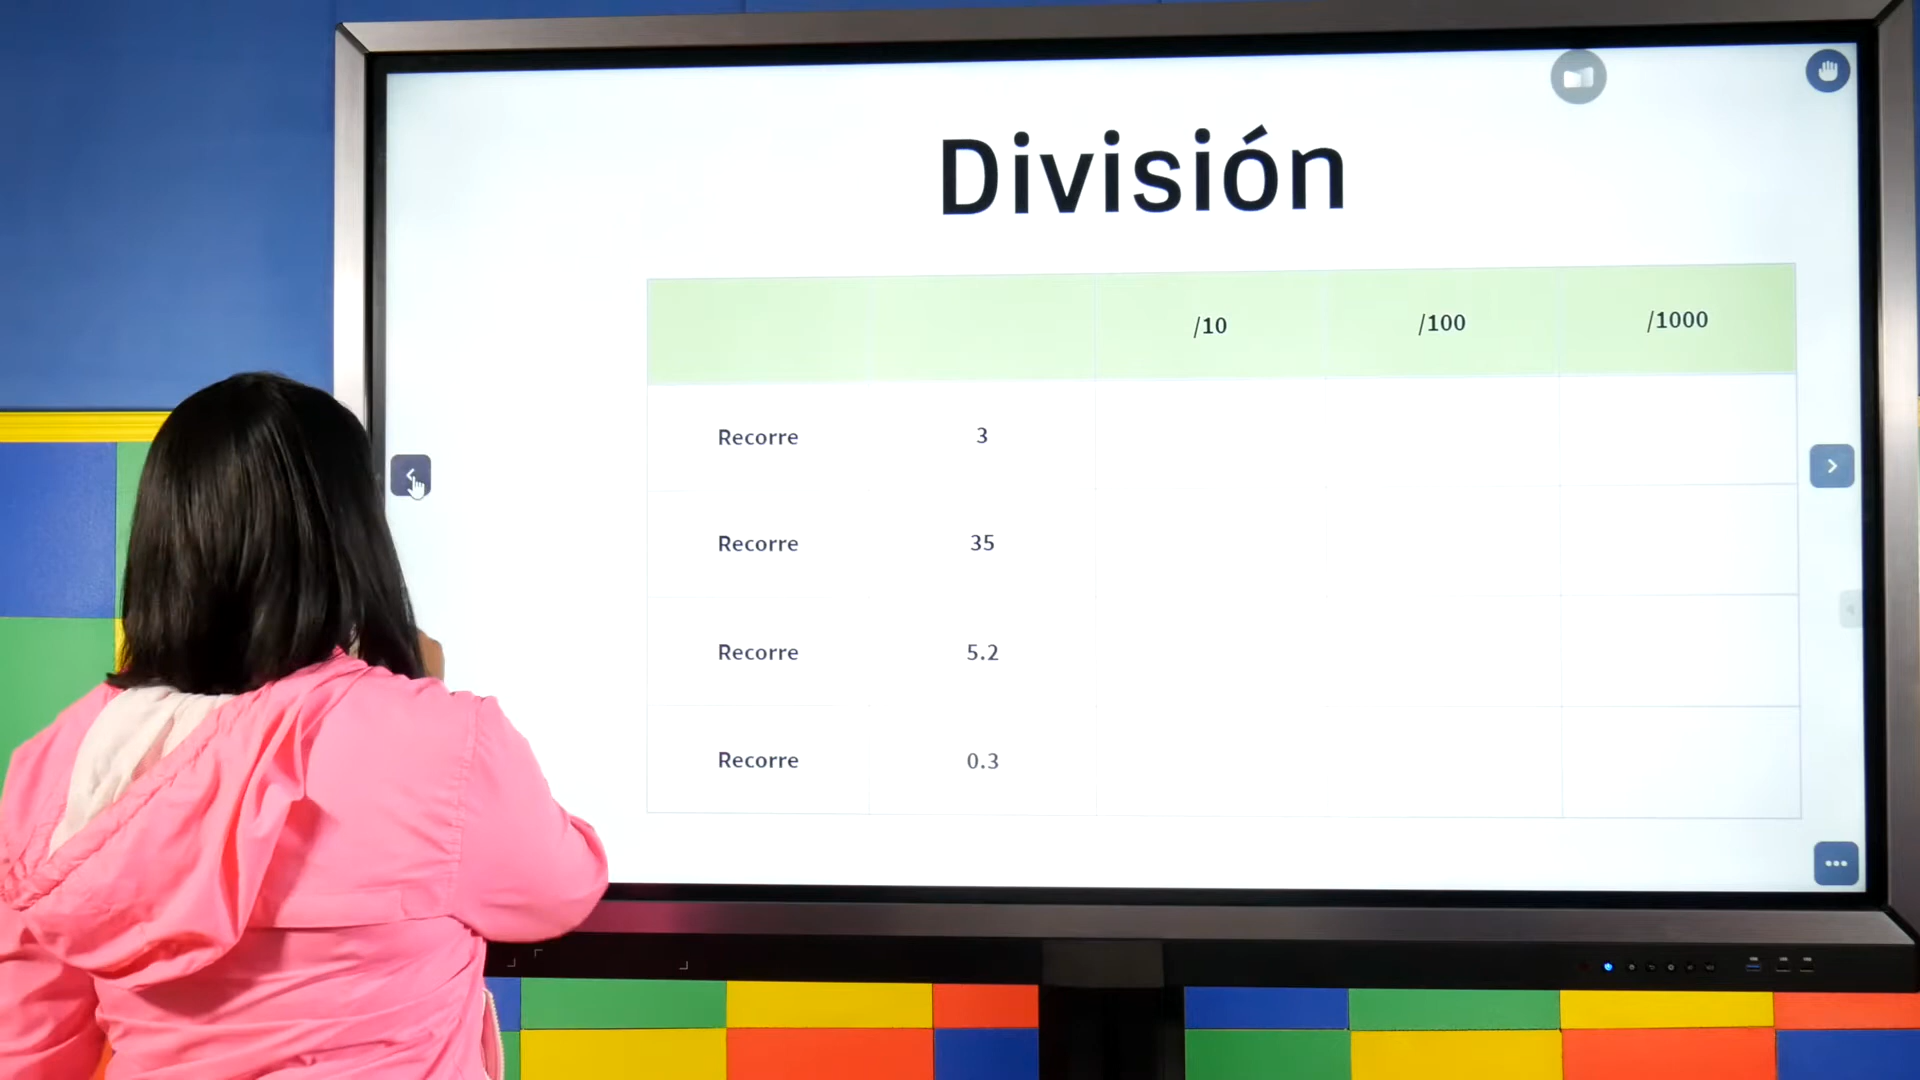 División
/10 /100 /1000
Recorre 3
Recorre 35
Recorre 5.2
Recorre 0.3